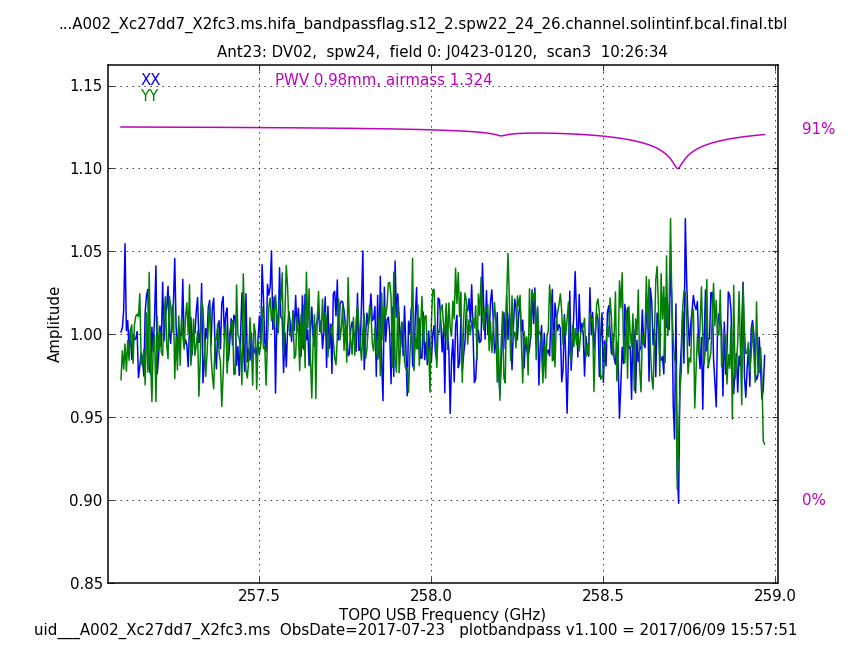 ...A002_Xc27dd7_X2fc3.ms.hifa_bandpassflag.s12_2.spw22_24_26.channel.solintinf.bcal.final.tbl
Ant23: DV02,  spw24,  field 0: J0423-0120,  scan3  10:26:34
1.15
XX
PWV 0.98mm, airmass 1.324
YY
91%
1.10
1.05
Amplitude
1.00
0.95
0.90
0%
0.85
257.5
258.0
258.5
259.0
TOPO USB Frequency (GHz)
uid___A002_Xc27dd7_X2fc3.ms  ObsDate=2017-07-23   plotbandpass v1.100 = 2017/06/09 15:57:51